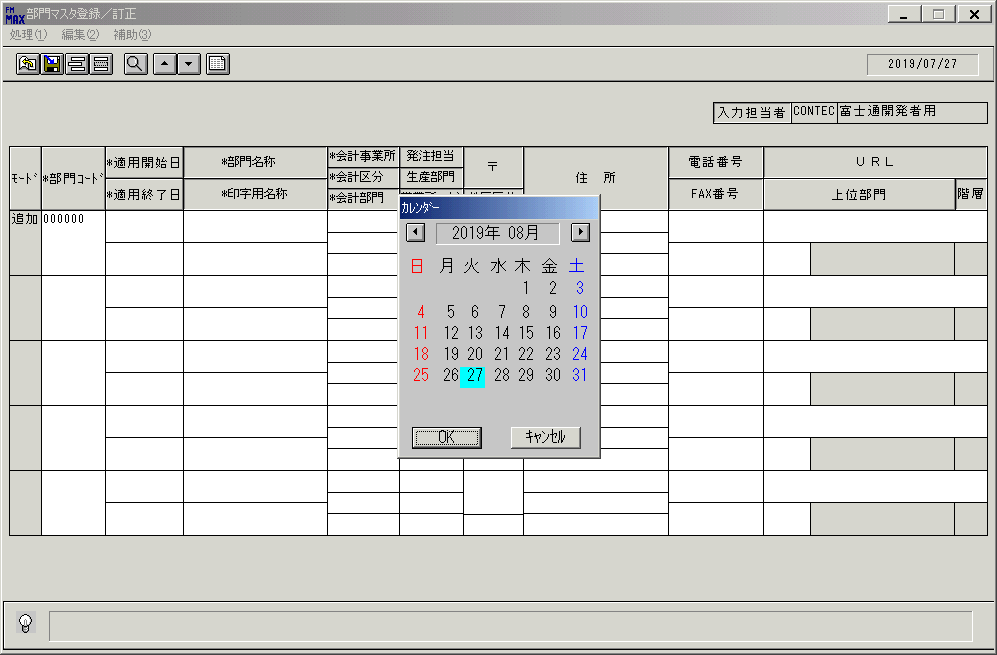 FM MAX 部門マスタ登録／訂正
処理(1) 編集(2) 補助(3)
2019/07/27
入力担当者 CONTEC 富士通開発者用
ﾓｰﾄﾞ *部門ｺｰﾄﾞ *適用開始日 *部門名称 *会計事業所 発注担当 〒 住 所 電話番号 ＵＲＬ
*会計区分 生産部門
*適用終了日 *印字用名称 *会計部門 FAX番号 上位部門 階層
追加 000000
ｶﾚﾝﾀﾞｰ
2019年 08月
日 月 火 水 木 金 土
1 2 3
4 5 6 7 8 9 10
11 12 13 14 15 16 17
18 19 20 21 22 23 24
25 26 27 28 29 30 31
OK ｷｬﾝｾﾙ